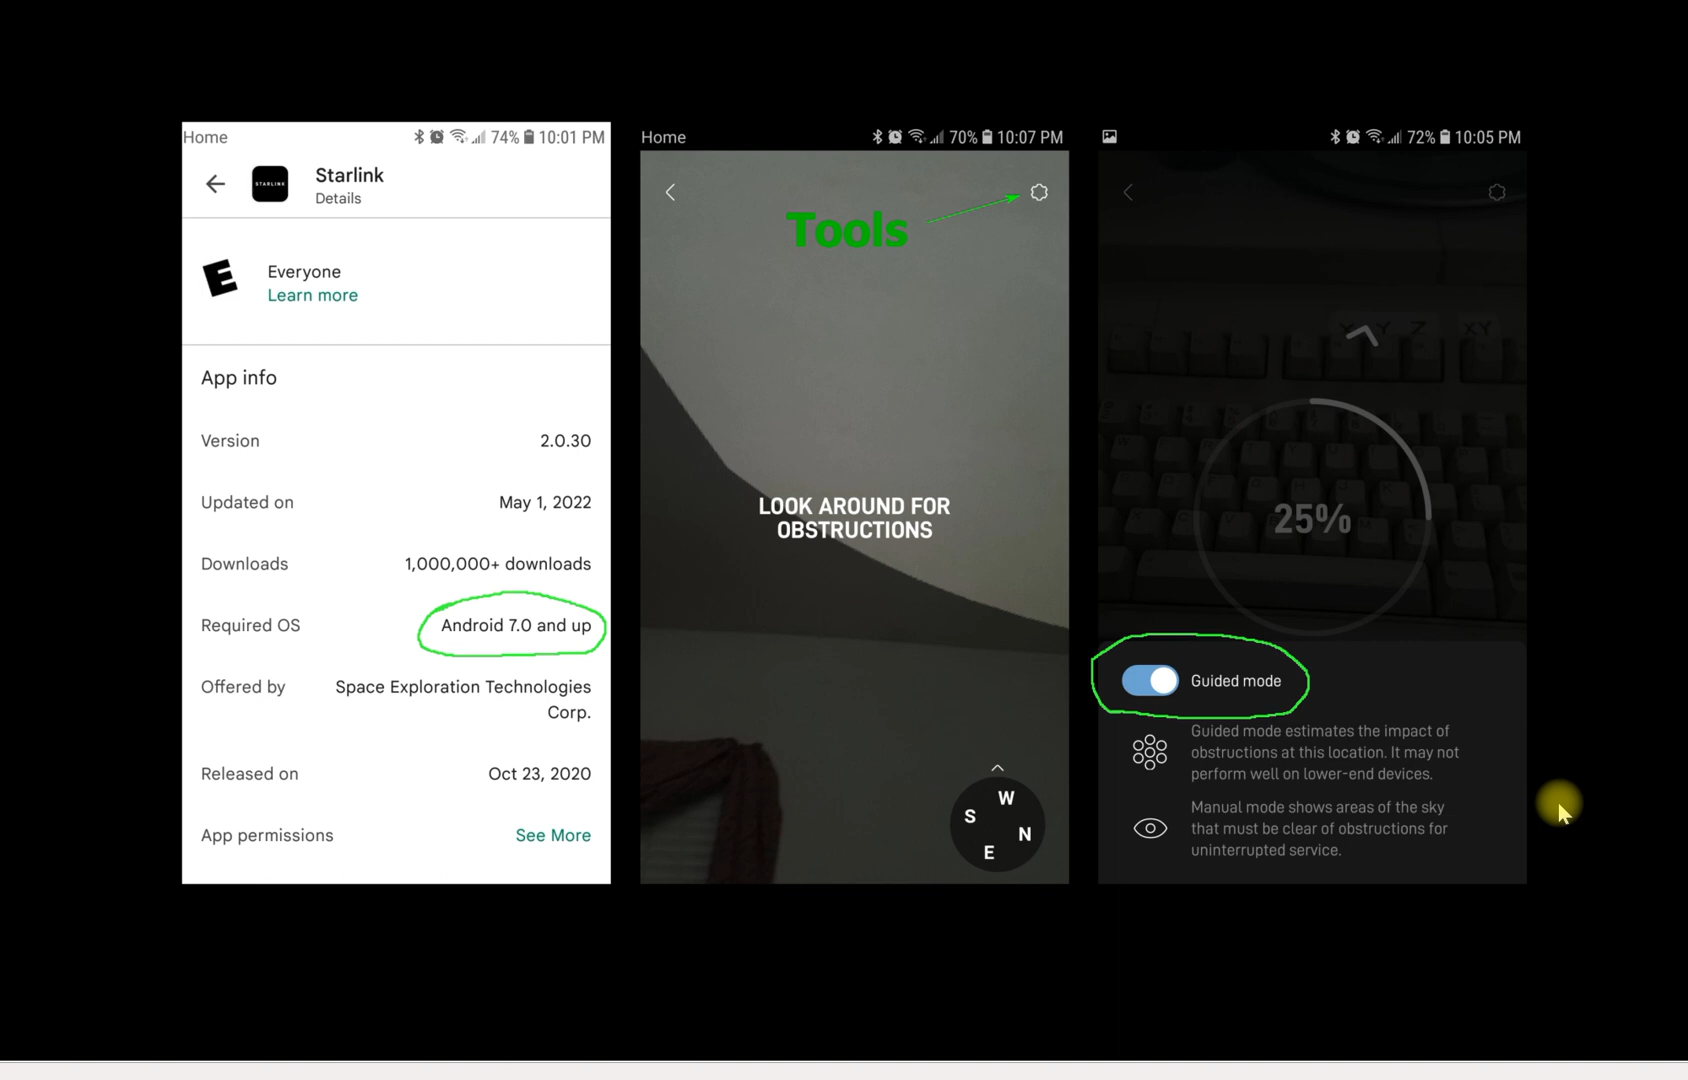 Home 74% 10:01 PM
STARLINK
Starlink
Details
E
Everyone
Learn more
App info
Version 2.0.30
Updated on May 1, 2022
Downloads 1,000,000+ downloads
Required OS Android 7.0 and up
Offered by Space Exploration Technologies
Corp.
Released on Oct 23, 2020
App permissions See More
Home 70% 10:07 PM
Tools
LOOK AROUND FOR
OBSTRUCTIONS
W
S
N
E
72% 10:05 PM
25%
Guided mode
Guided mode estimates the impact of
obstructions at this location. It may not
perform well on lower-end devices.
Manual mode shows areas of the sky
that must be clear of obstructions for
uninterrupted service.